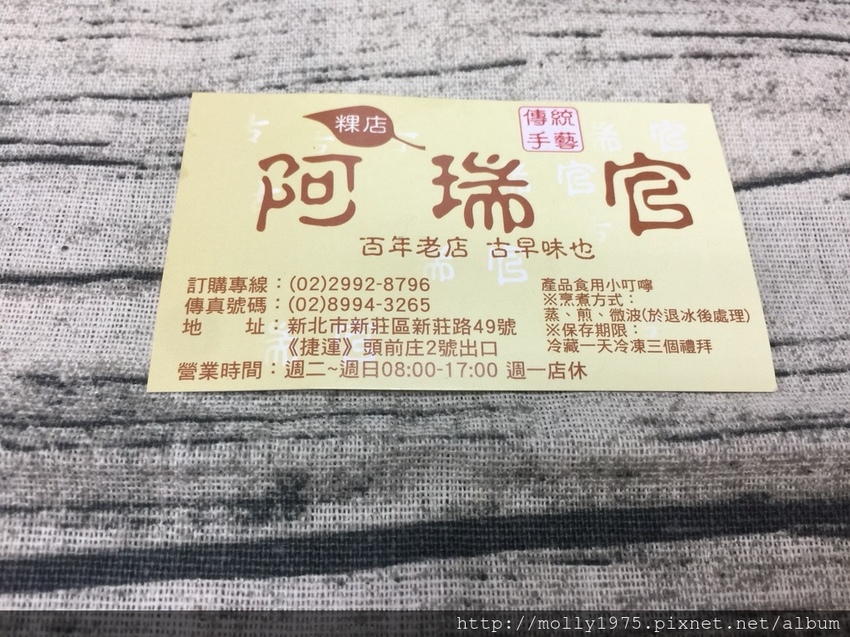 粿店
傳統
手藝
阿瑞官
百年老店 古早味也
訂購專線：(02)2992-8796
傳真號碼：(02)8994-3265
地　　址：新北市新莊區新莊路49號
《捷運》頭前庄2號出口
營業時間：週二~週日08:00-17:00 週一店休
產品食用小叮嚀
※烹煮方式：
蒸、煎、微波(於退冰後處理)
※保存期限：
冷藏一天冷凍三個禮拜
http://molly1975.pixnet.net/album